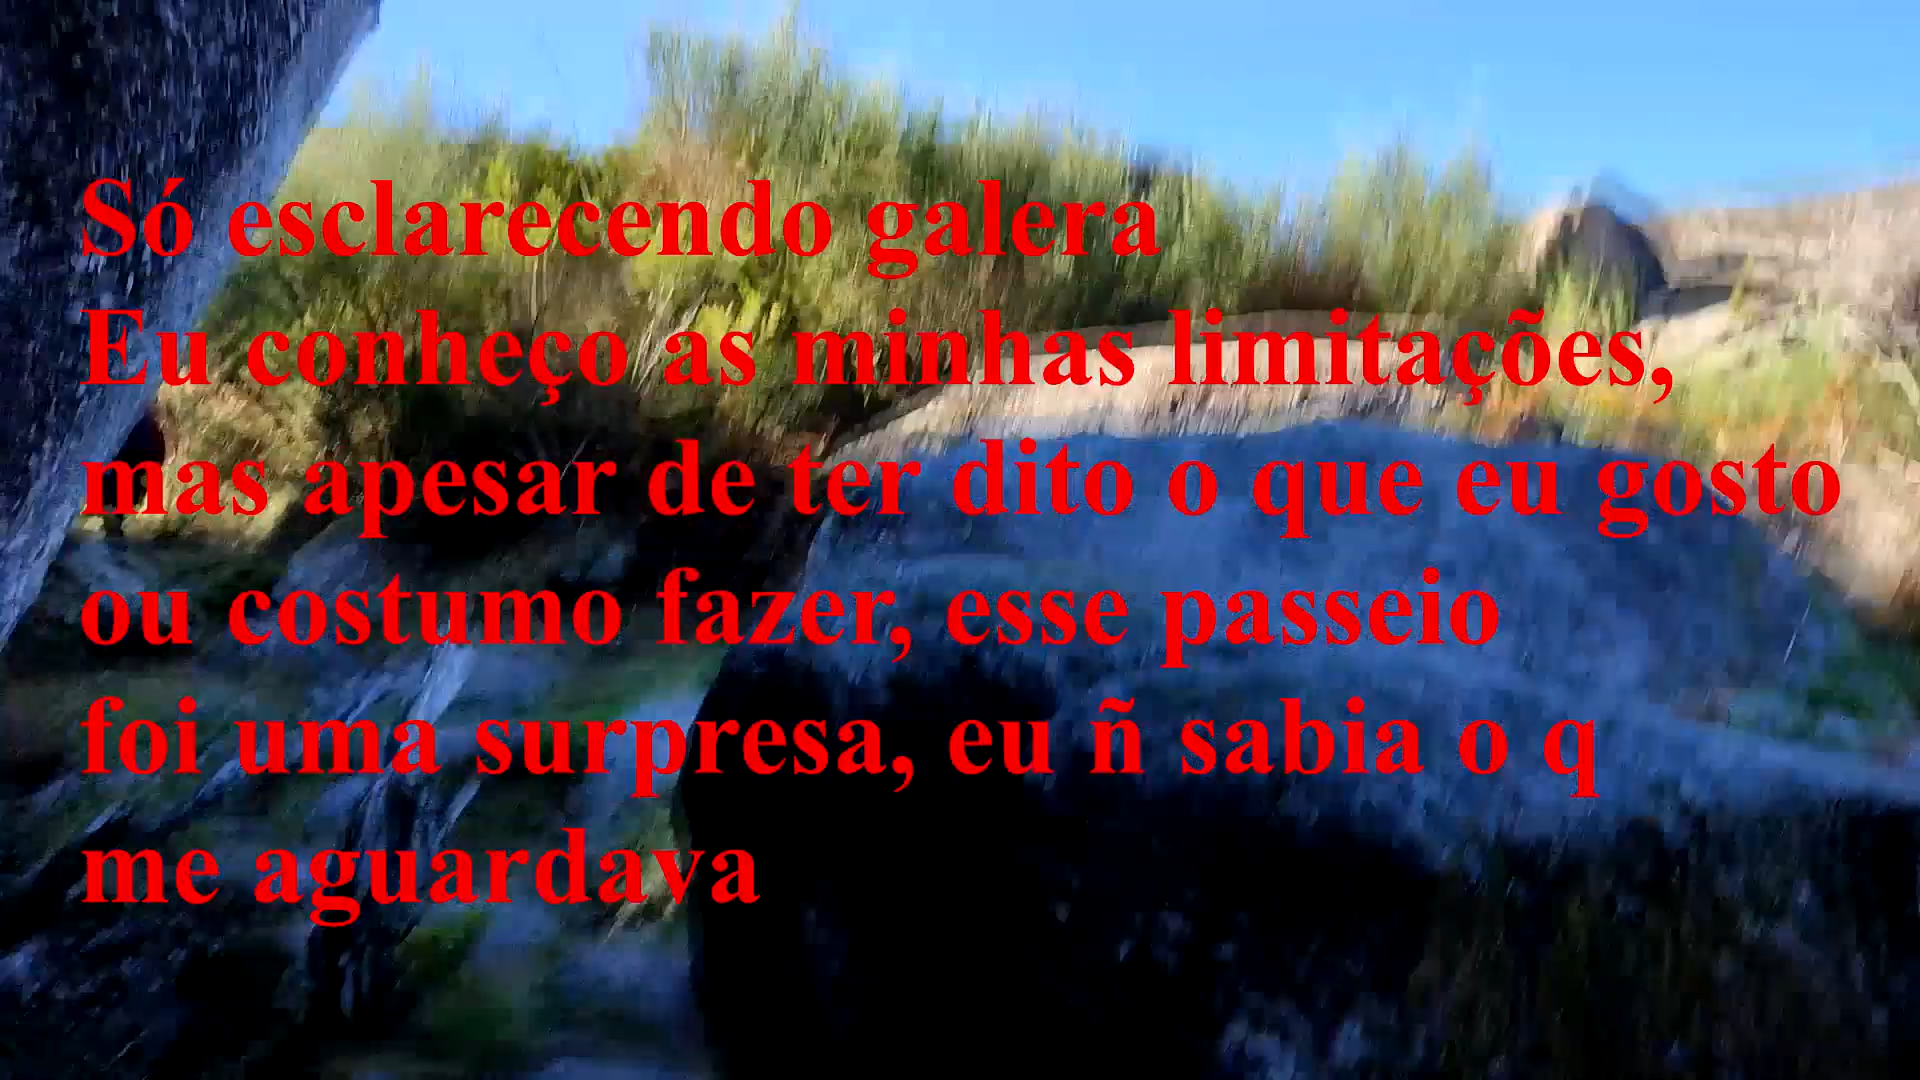 Só esclarecendo galera
Eu conheço as minhas limitações,
mas apesar de ter dito o que eu gosto
ou costumo fazer, esse passeio
foi uma surpresa, eu ñ sabia o q
me aguardava